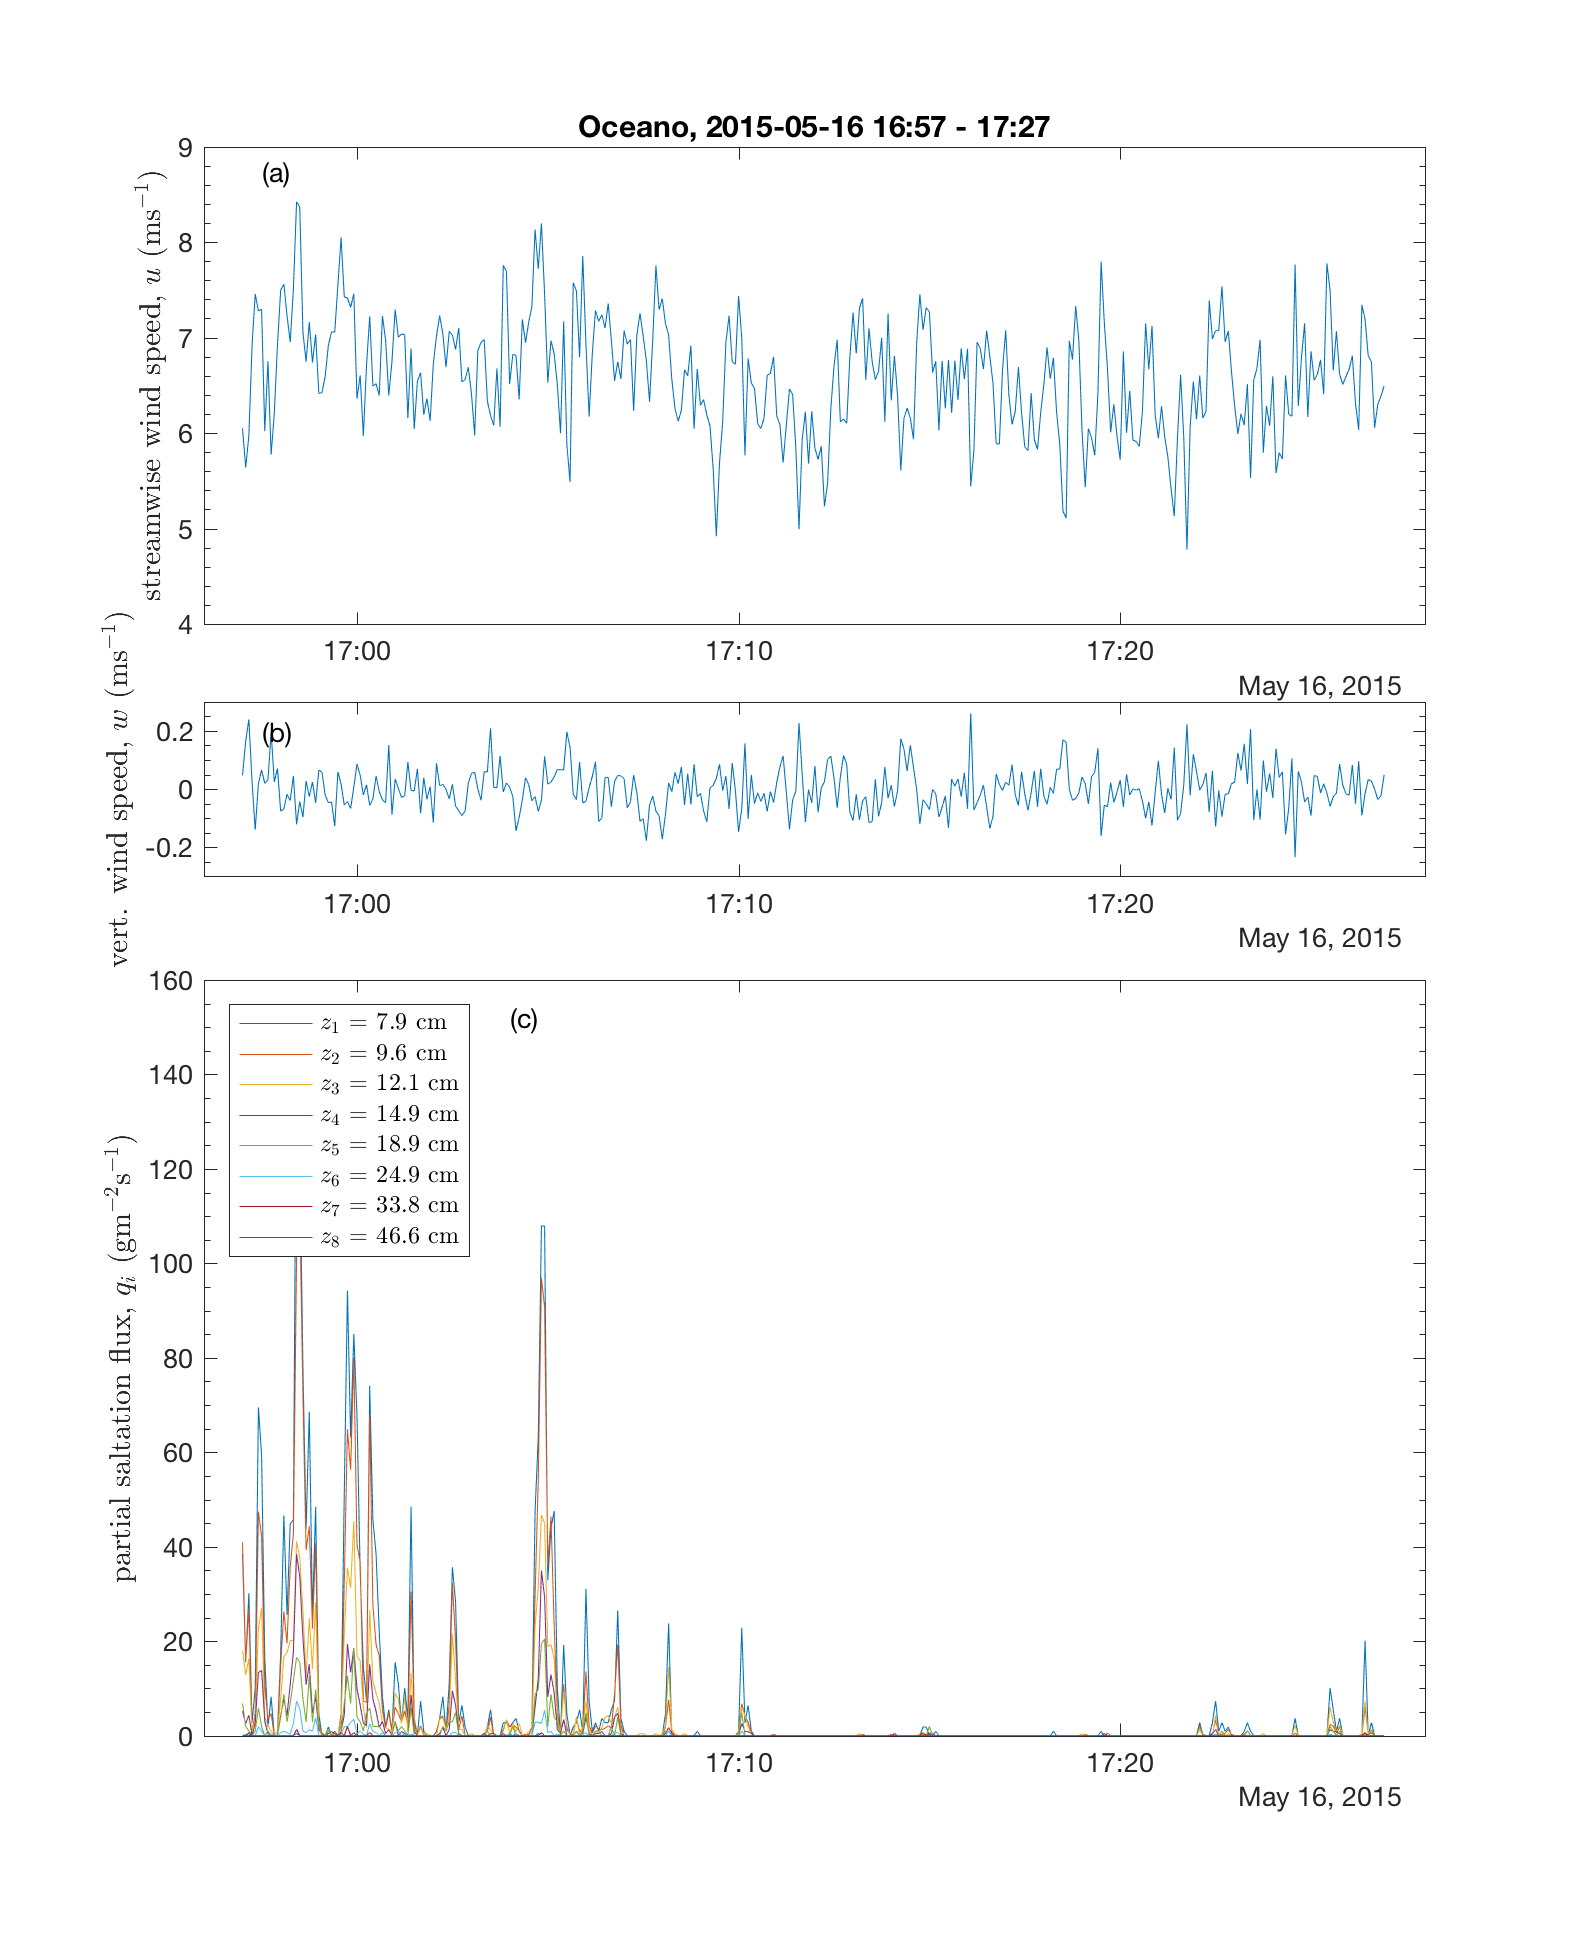 Oceano, 2015-05-16 16:57 - 17:27
(a)
streamwise wind speed, u (ms⁻¹)
9
8
7
6
5
4
17:00 17:10 17:20
May 16, 2015
(b)
vert. wind speed, w (ms⁻¹)
0.2
0
-0.2
17:00 17:10 17:20
May 16, 2015
(c)
partial saltation flux, qᵢ (gm⁻²s⁻¹)
160
140
120
100
80
60
40
20
0
z₁ = 7.9 cm
z₂ = 9.6 cm
z₃ = 12.1 cm
z₄ = 14.9 cm
z₅ = 18.9 cm
z₆ = 24.9 cm
z₇ = 33.8 cm
z₈ = 46.6 cm
17:00 17:10 17:20
May 16, 2015